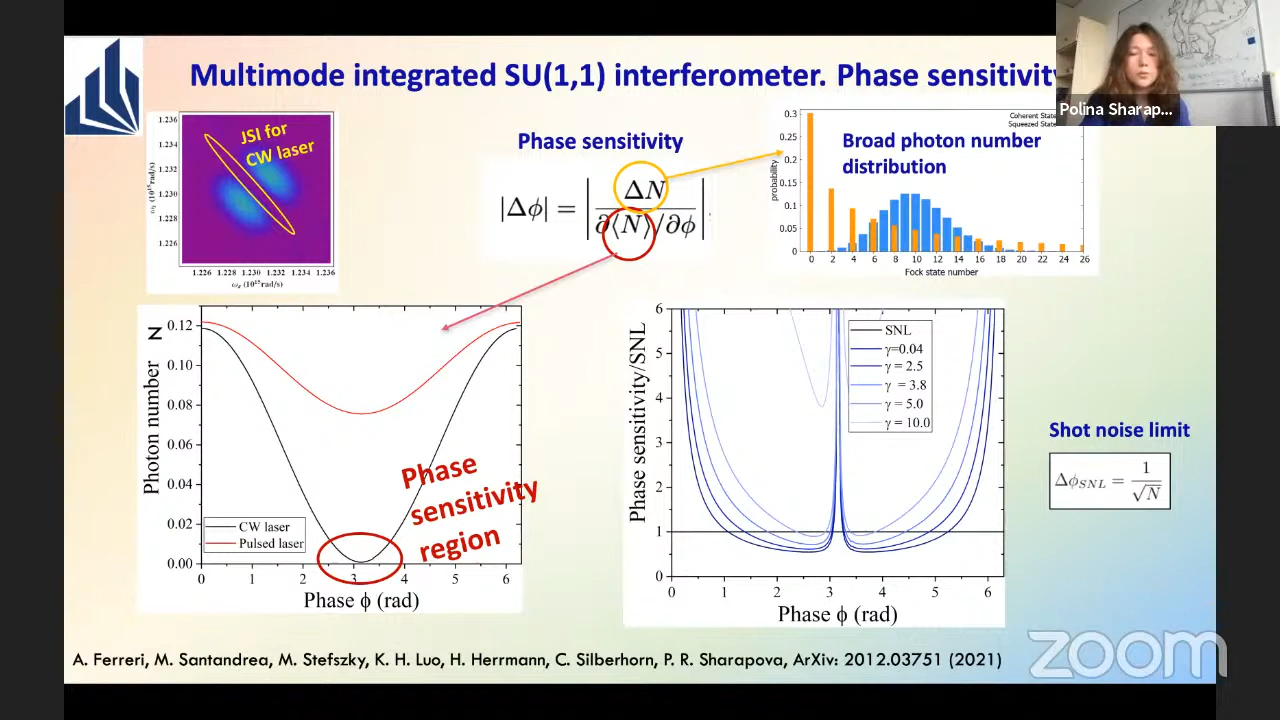 Multimode integrated SU(1,1) interferometer. Phase sensitivity
Polina Sharap...
1.236
1.234
1.232
1.230
1.228
1.226
JSI for
CW laser
1.226 1.228 1.230 1.232 1.234 1.236
Phase sensitivity
|Δϕ| = | ΔN
∂⟨N⟩/∂ϕ |
Coherent State
Squeezed State
Broad photon number
distribution
probability
0.3
0.25
0.2
0.15
0.1
0.05
0
0 2 4 6 8 10 12 14 16 18 20 22 24 26
Fock state number
Photon number N
0.12
0.10
0.08
0.06
0.04
0.02
0.00
CW laser
Pulsed laser
Phase
sensitivity
region
0 1 2 3 4 5 6
Phase ϕ (rad)
Phase sensitivity/SNL
6
5
4
3
2
1
0
SNL
γ=0.04
γ = 2.5
γ = 3.8
γ = 5.0
γ = 10.0
0 1 2 3 4 5 6
Phase ϕ (rad)
Shot noise limit
Δϕ_SNL = 1/√N
A. Ferreri, M. Santandrea, M. Stefszky, K. H. Luo, H. Herrmann, C. Silberhorn, P. R. Sharapova, ArXiv: 2012.03751 (2021)
zoom